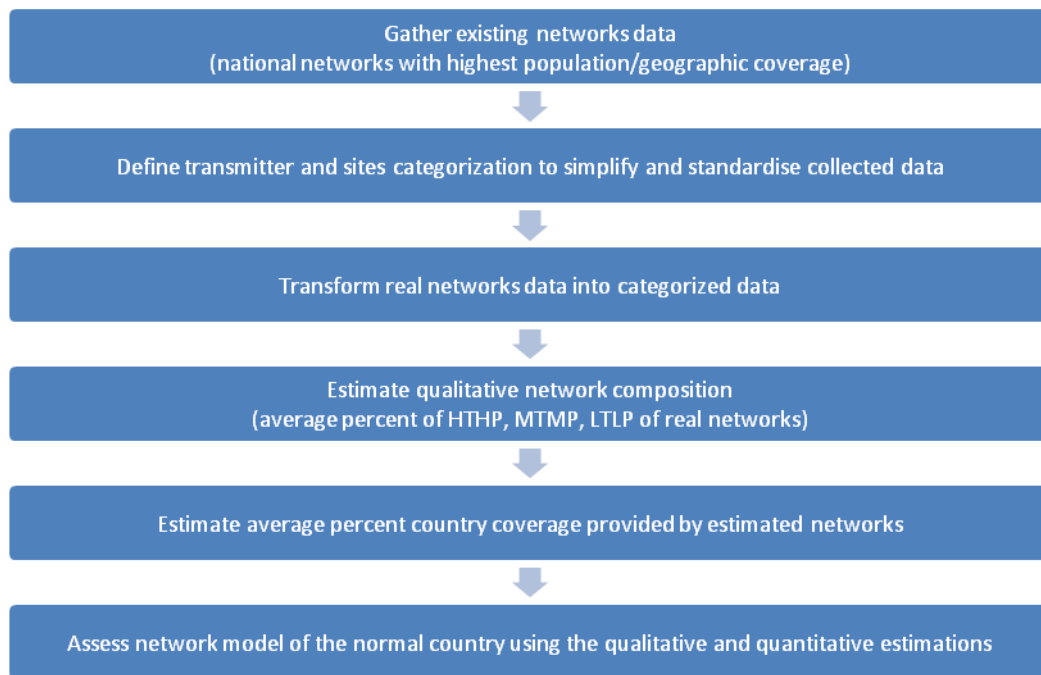 Gather existing networks data
(national networks with highest population/geographic coverage)
Define transmitter and sites categorization to simplify and standardise collected data
Transform real networks data into categorized data
Estimate qualitative network composition
(average percent of HTHP, MTMP, LTLP of real networks)
Estimate average percent country coverage provided by estimated networks
Assess network model of the normal country using the qualitative and quantitative estimations